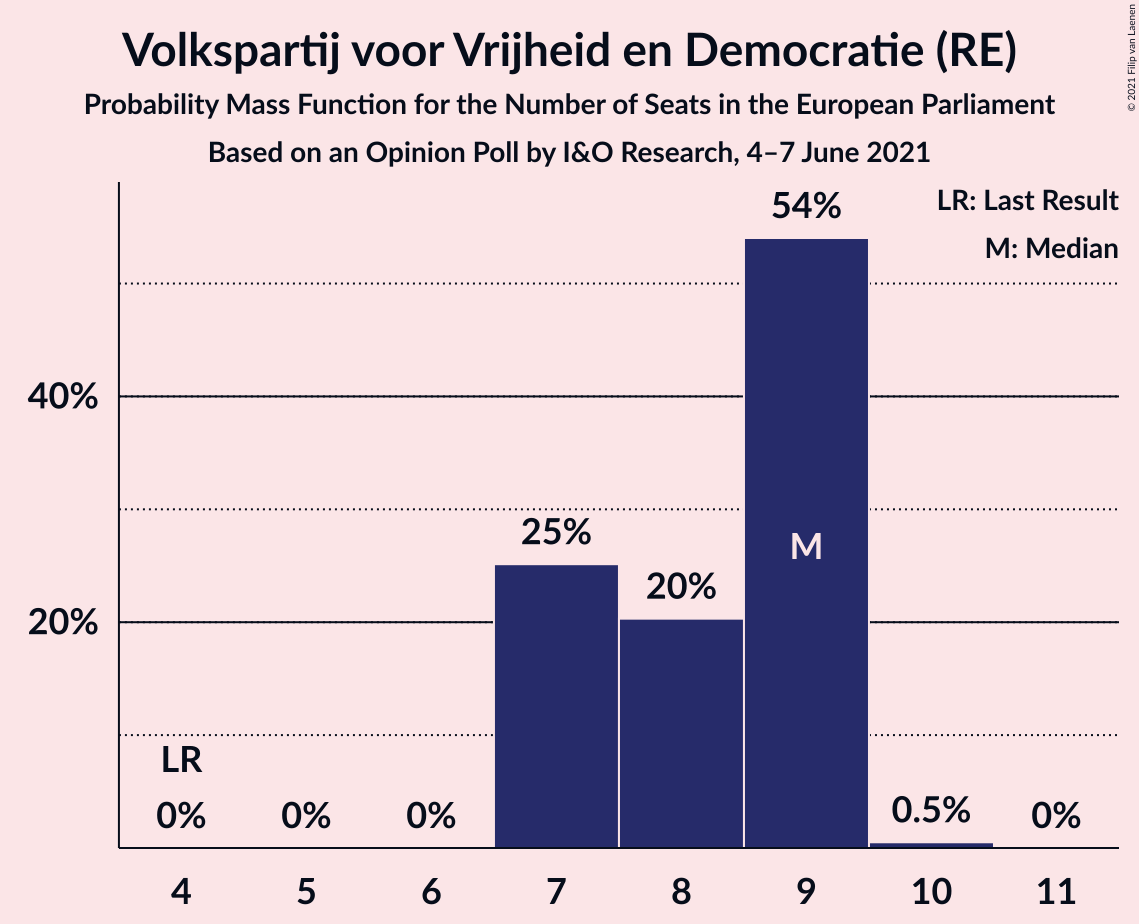 Volkspartij voor Vrijheid en Democratie (RE)
Probability Mass Function for the Number of Seats in the European Parliament
Based on an Opinion Poll by I&O Research, 4–7 June 2021
© 2021 Filip van Laenen
LR: Last Result
M: Median
54%
40%
25%
M
20%
20%
LR
0%
0%
0%
0.5%
0%
4
5
6
7
8
9
10
11